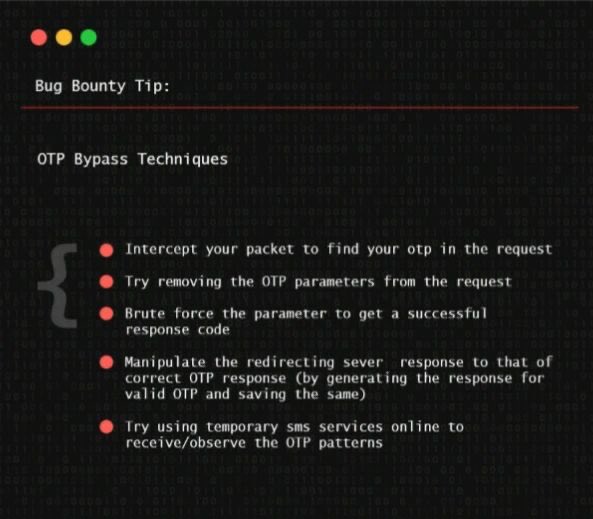 Bug Bounty Tip:
OTP Bypass Techniques
Intercept your packet to find your otp in the request
Try removing the OTP parameters from the request
Brute force the parameter to get a successful
response code
Manipulate the redirecting sever response to that of
correct OTP response (by generating the response for
valid OTP and saving the same)
Try using temporary sms services online to
receive/observe the OTP patterns